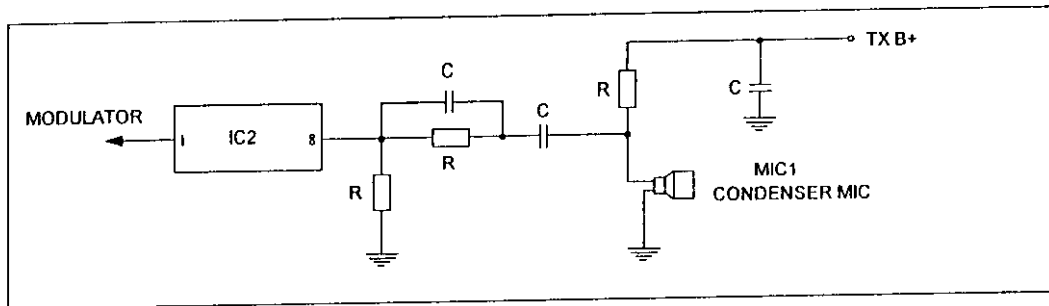 TX B+
C
R
C
C
MODULATOR
1
IC2
8
R
R
MIC1
CONDENSER MIC